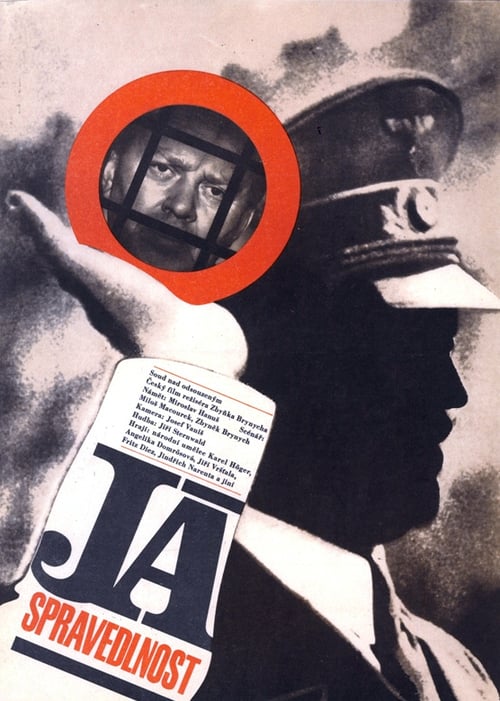 Soud nad odsouzeným
Český film režiséra Zbyňka Brynycha
Námět: Miroslav Hanuš Scénář:
Miloš Macourek, Zbyněk Brynych
Kamera: Josef Vaniš
Hudba: Jiří Sternwald
Hrají: národní umělec Karel Höger,
Angelika Domröseová, Jiří Vršťala,
Fritz Diez, Jindřich Narenta a jiní
JÁ
SPRAVEDLNOST